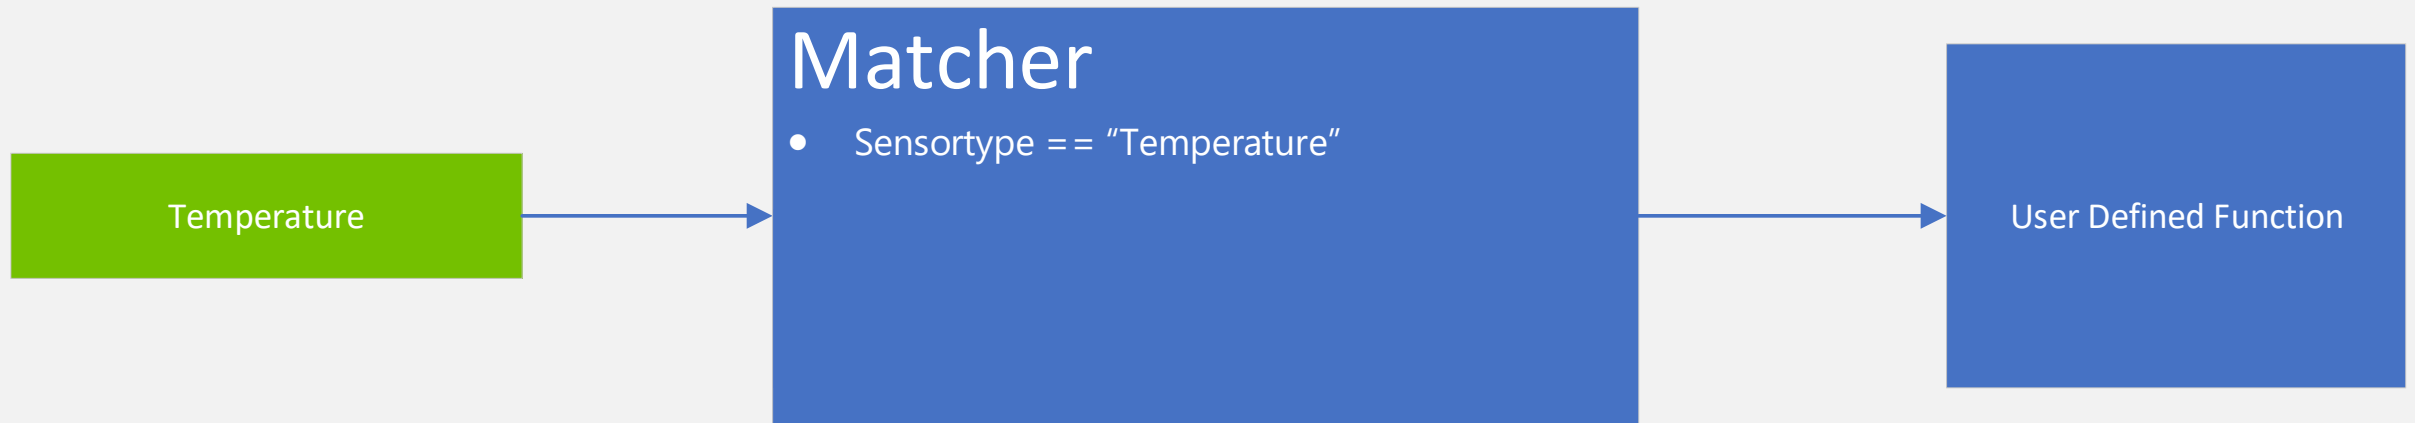 Matcher
• Sensortype == “Temperature”
Temperature
User Defined Function